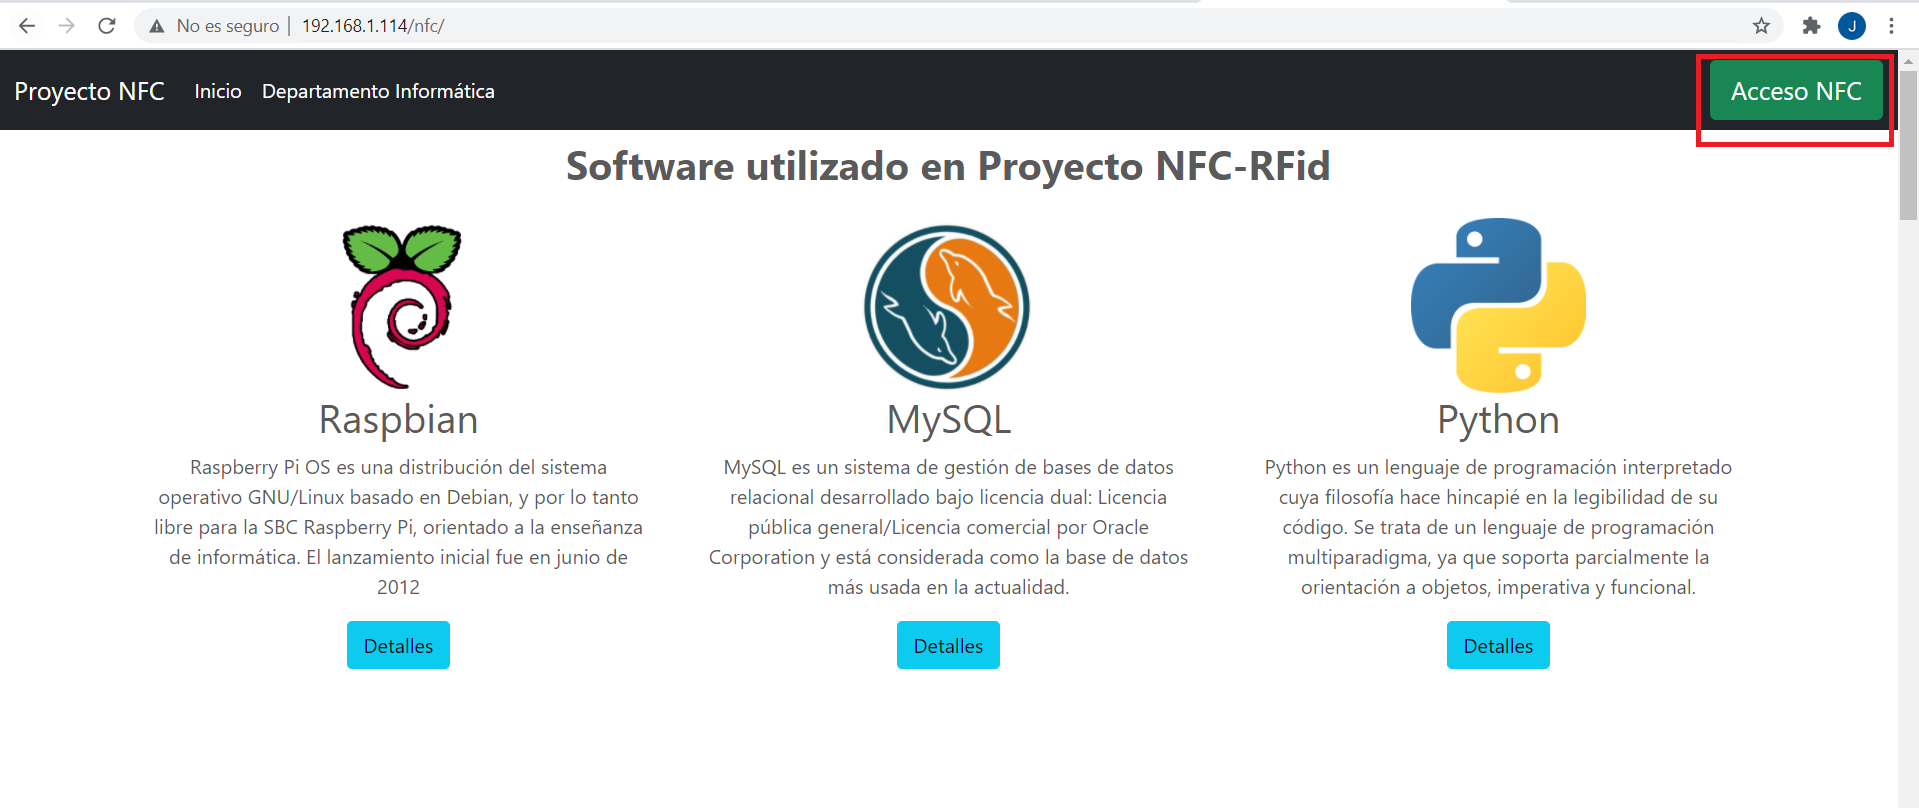 No es seguro | 192.168.1.114/nfc/
J
Proyecto NFC Inicio Departamento Informática Acceso NFC
Software utilizado en Proyecto NFC-RFid
Raspbian
Raspberry Pi OS es una distribución del sistema
operativo GNU/Linux basado en Debian, y por lo tanto
libre para la SBC Raspberry Pi, orientado a la enseñanza
de informática. El lanzamiento inicial fue en junio de
2012
Detalles
MySQL
MySQL es un sistema de gestión de bases de datos
relacional desarrollado bajo licencia dual: Licencia
pública general/Licencia comercial por Oracle
Corporation y está considerada como la base de datos
más usada en la actualidad.
Detalles
Python
Python es un lenguaje de programación interpretado
cuya filosofía hace hincapié en la legibilidad de su
código. Se trata de un lenguaje de programación
multiparadigma, ya que soporta parcialmente la
orientación a objetos, imperativa y funcional.
Detalles